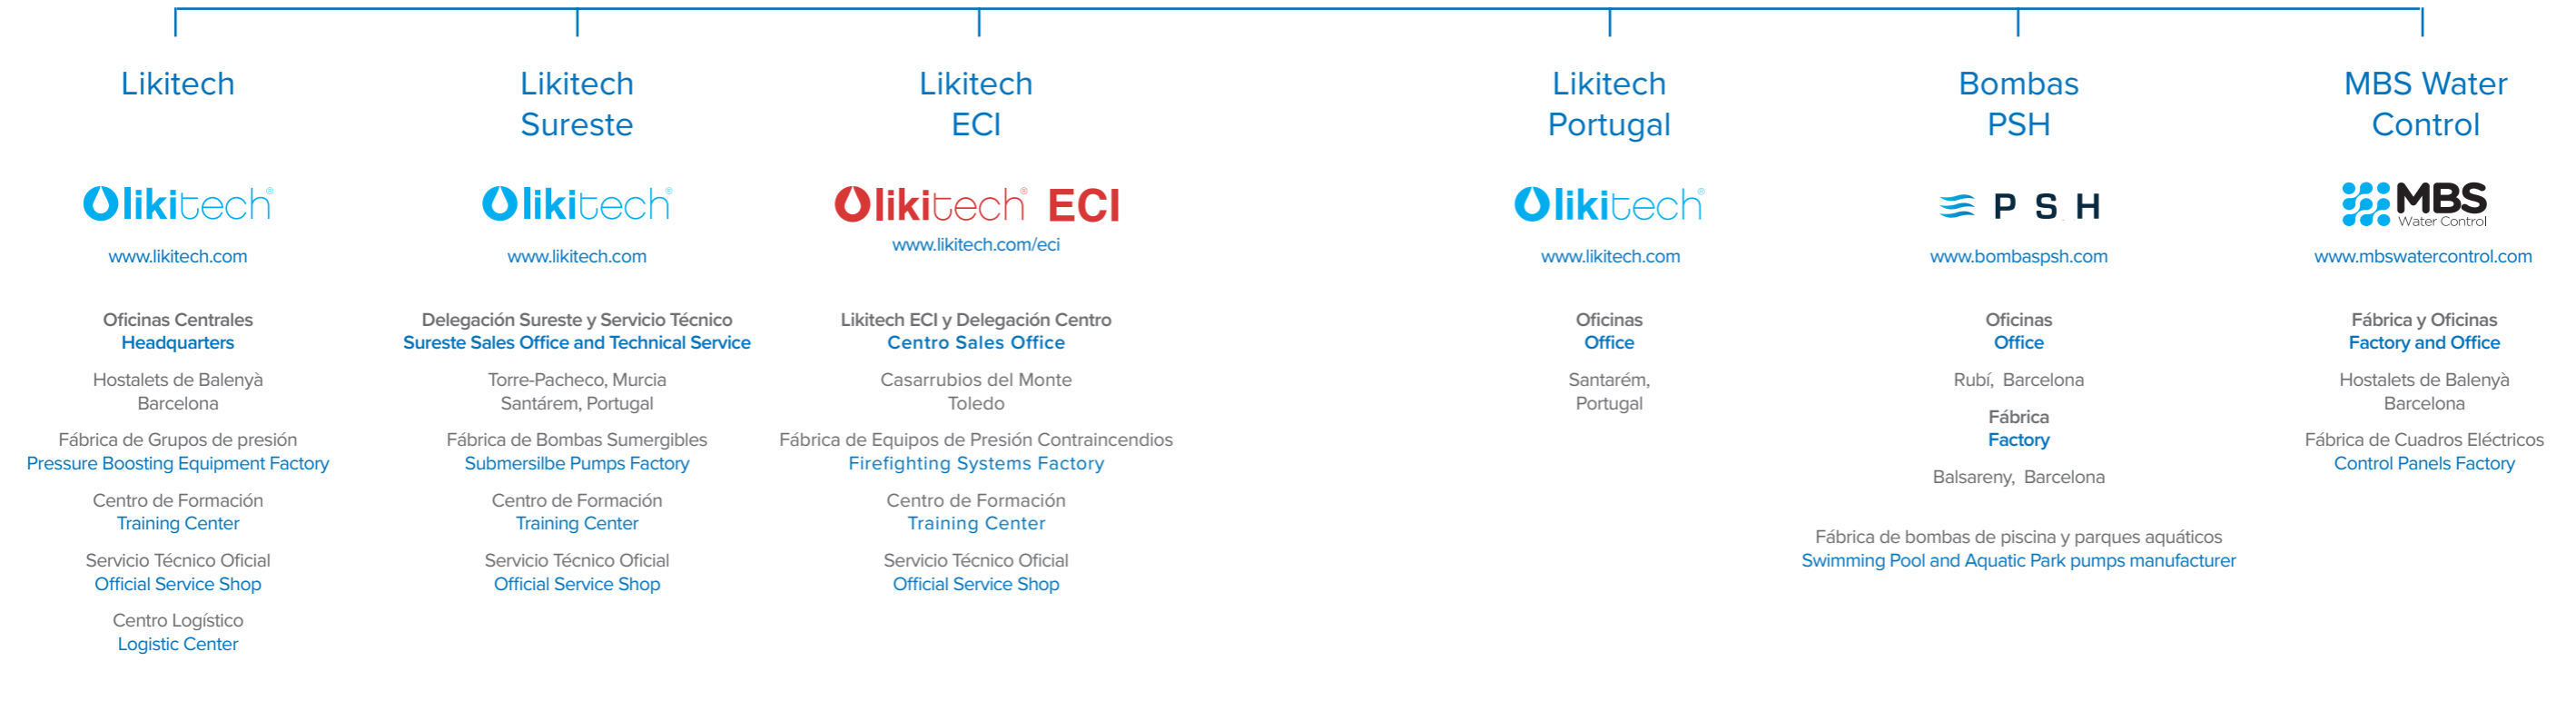 Likitech
likitech®
www.likitech.com
Oficinas Centrales
Headquarters
Hostalets de Balenyà
Barcelona
Fábrica de Grupos de presión
Pressure Boosting Equipment Factory
Centro de Formación
Training Center
Servicio Técnico Oficial
Official Service Shop
Centro Logístico
Logistic Center
Likitech
Sureste
likitech®
www.likitech.com
Delegación Sureste y Servicio Técnico
Sureste Sales Office and Technical Service
Torre-Pacheco, Murcia
Santárem, Portugal
Fábrica de Bombas Sumergibles
Submersilbe Pumps Factory
Centro de Formación
Training Center
Servicio Técnico Oficial
Official Service Shop
Likitech
ECI
likitech® ECI
www.likitech.com/eci
Likitech ECI y Delegación Centro
Centro Sales Office
Casarrubios del Monte
Toledo
Fábrica de Equipos de Presión Contraincendios
Firefighting Systems Factory
Centro de Formación
Training Center
Servicio Técnico Oficial
Official Service Shop
Likitech
Portugal
likitech®
www.likitech.com
Oficinas
Office
Santarém,
Portugal
Bombas
PSH
PSH
www.bombaspsh.com
Oficinas
Office
Rubí, Barcelona
Fábrica
Factory
Balsareny, Barcelona
Fábrica de bombas de piscina y parques aquáticos
Swimming Pool and Aquatic Park pumps manufacturer
MBS Water
Control
MBS
Water Control
www.mbswatercontrol.com
Fábrica y Oficinas
Factory and Office
Hostalets de Balenyà
Barcelona
Fábrica de Cuadros Eléctricos
Control Panels Factory